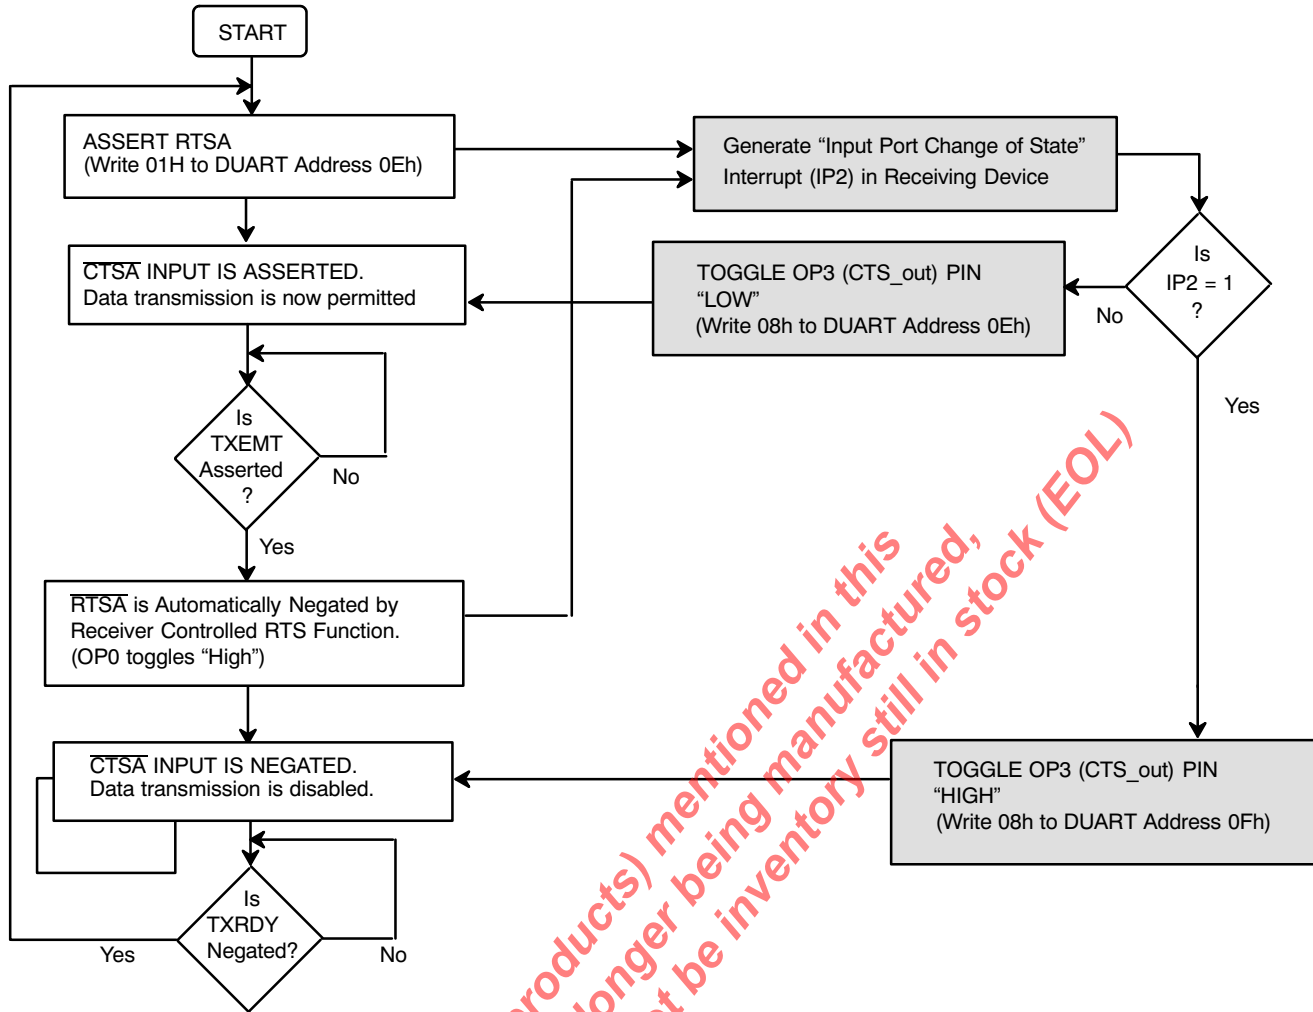 START
ASSERT RTSA
(Write 01H to DUART Address 0Eh)
Generate “Input Port Change of State”
Interrupt (IP2) in Receiving Device
CTSA INPUT IS ASSERTED.
Data transmission is now permitted
TOGGLE OP3 (CTS_out) PIN
“LOW”
(Write 08h to DUART Address 0Eh)
Is
IP2 = 1
?
No
Yes
Is
TXEMT
Asserted
?
No
Yes
RTSA is Automatically Negated by
Receiver Controlled RTS Function.
(OP0 toggles “High”)
CTSA INPUT IS NEGATED.
Data transmission is disabled.
TOGGLE OP3 (CTS_out) PIN
“HIGH”
(Write 08h to DUART Address 0Fh)
Is
TXRDY
Negated?
Yes
No
products) mentioned in this
longer being manufactured,
be inventory still in stock (EOL)